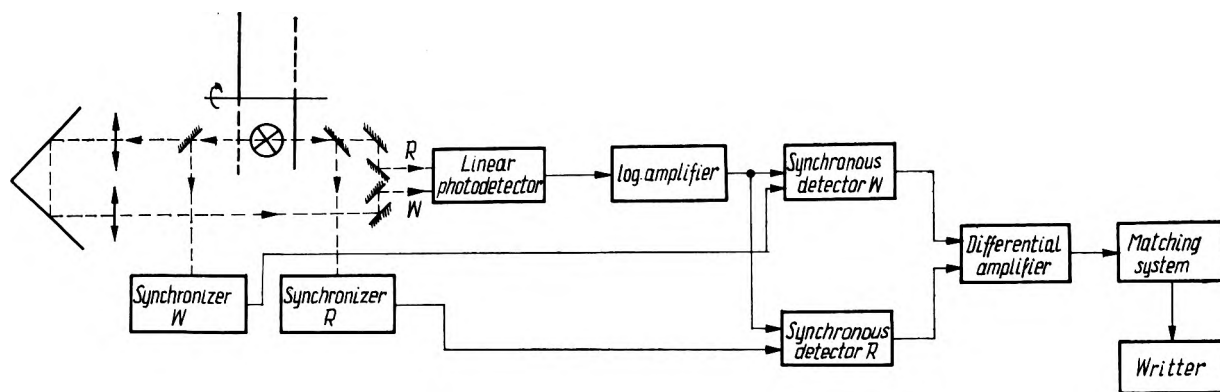 R
W
Linear
photodetector
log. amplifier
Synchronous
detector W
Differential
amplifier
Matching
system
Synchronizer
W
Synchronizer
R
Synchronous
detector R
Writter